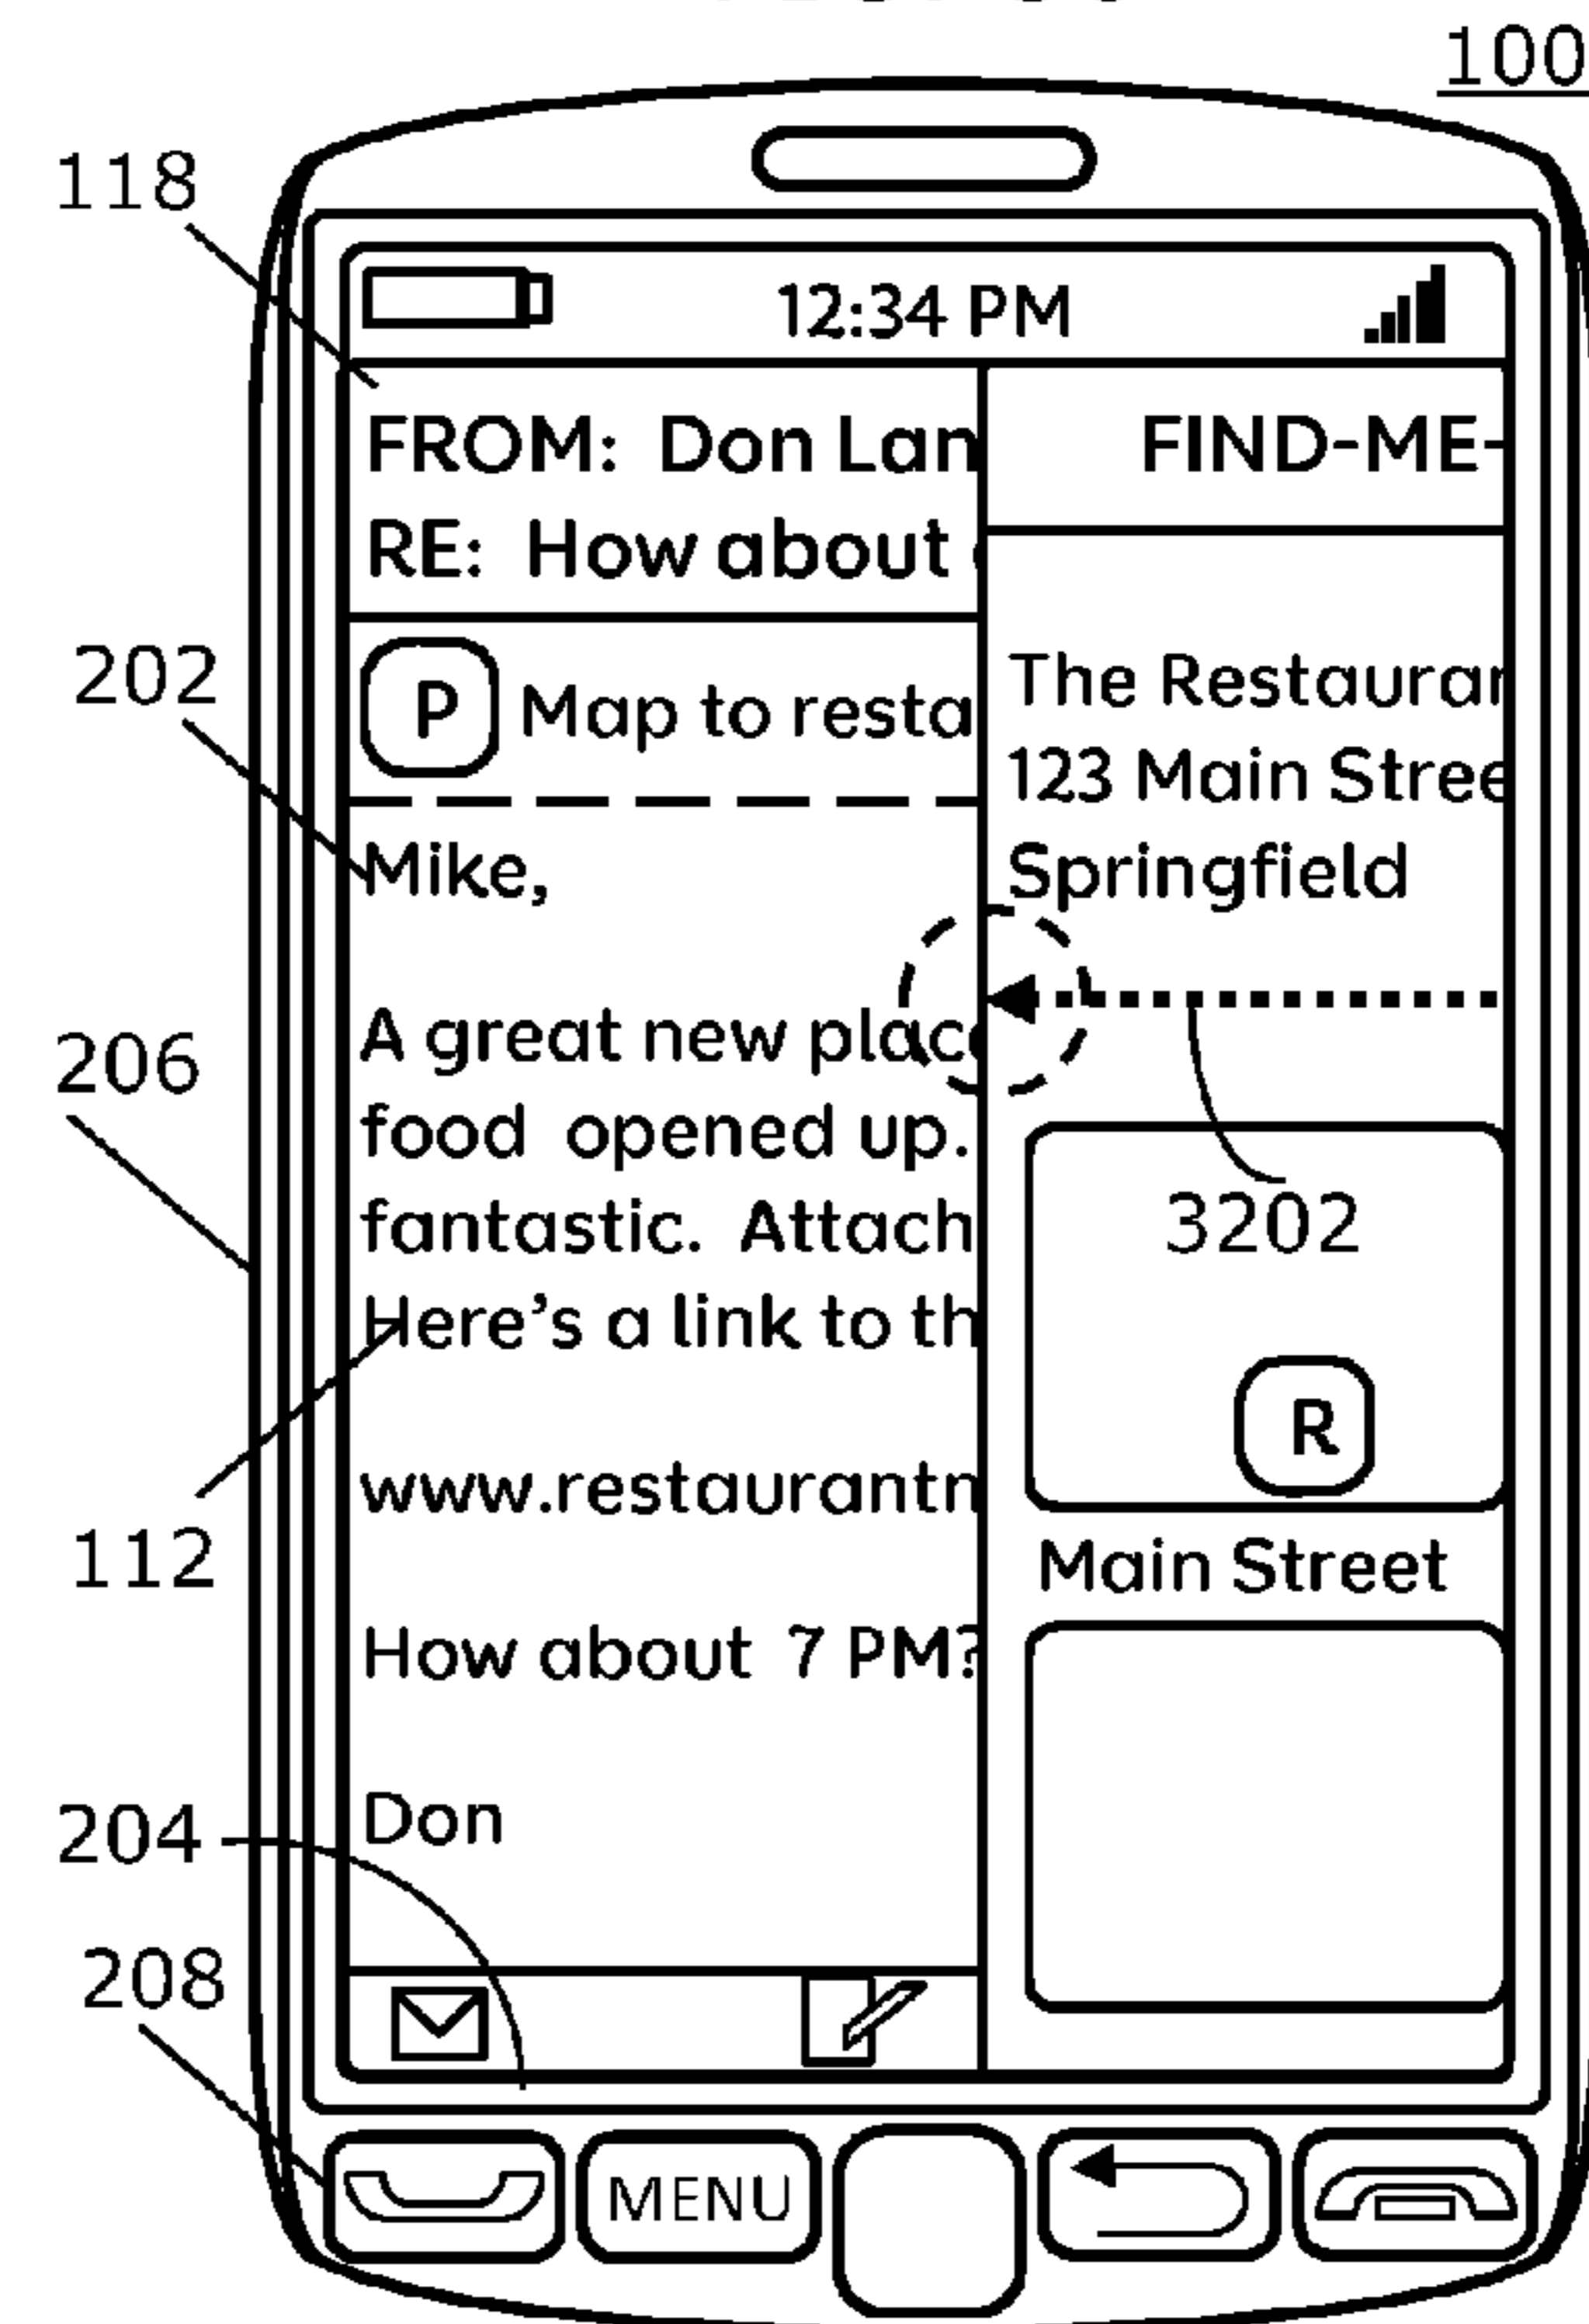 100
118
12:34 PM
FROM: Don Lan
RE: How about
FIND-ME-
202
P Map to resta
The Restauran
123 Main Stree
Springfield
Mike,
206
A great new place
food opened up.
fantastic. Attach
Here's a link to th
3202
R
112
www.restaurantn
Main Street
How about 7 PM?
204
Don
208
MENU